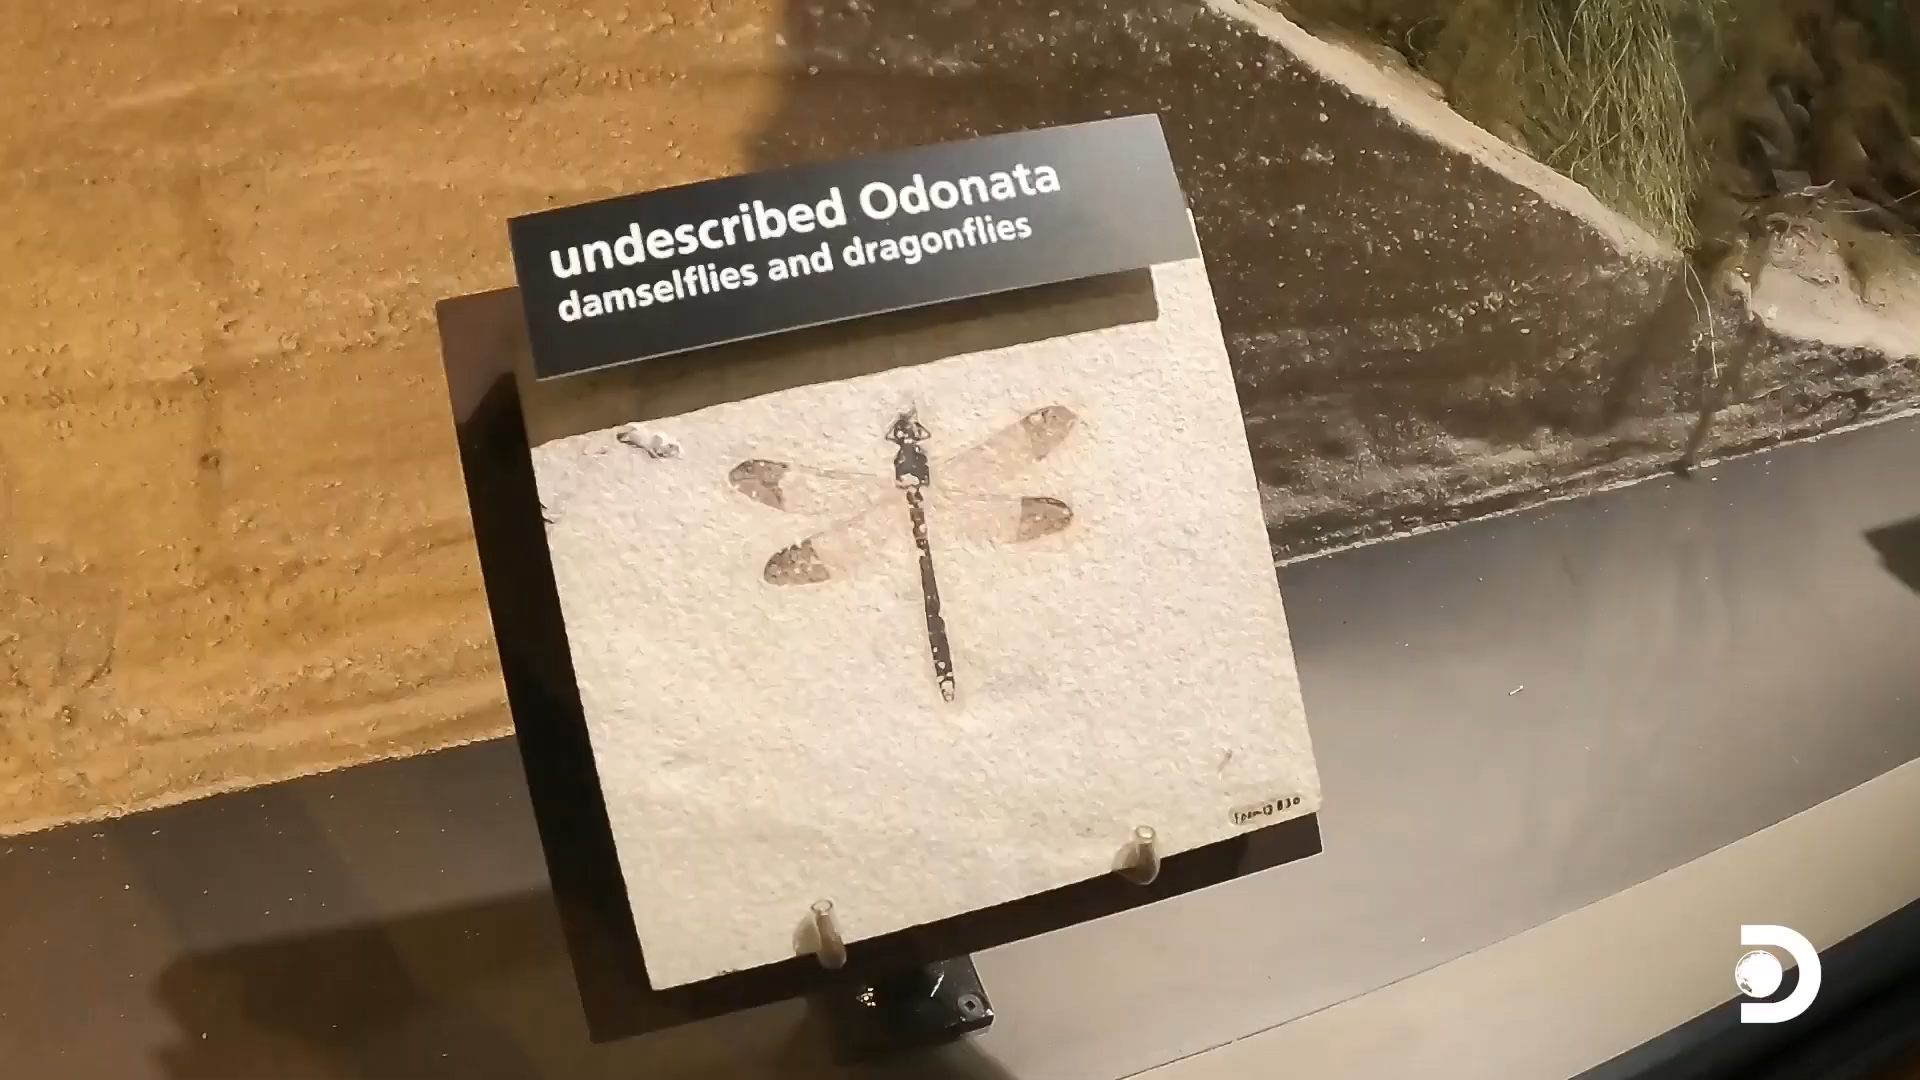 undescribed Odonata
damselflies and dragonflies